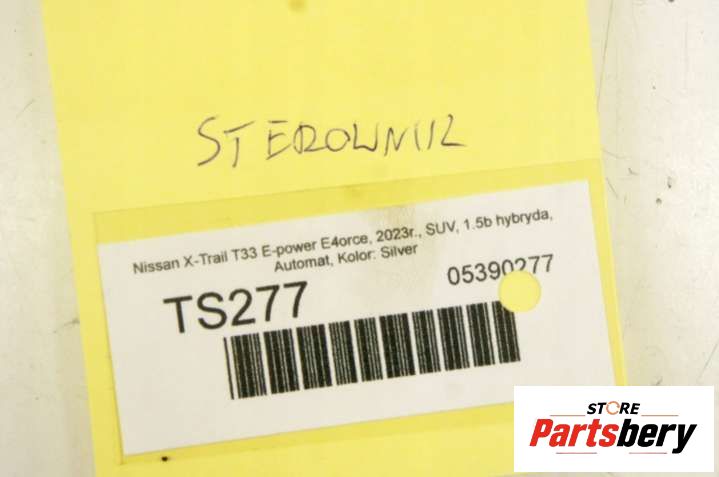 STEROWNIK
Nissan X-Trail T33 E-power E4orce, 2023r., SUV, 1.5b hybryda,
Automat, Kolor: Silver
TS277
05390277
STORE
Partsbery